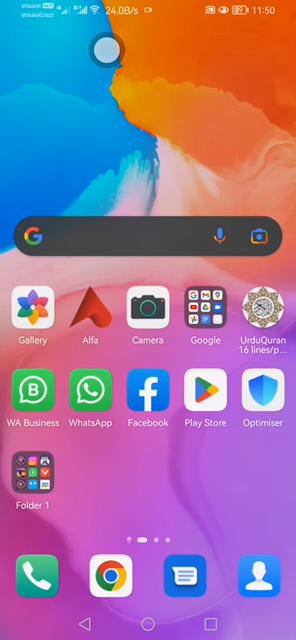 etisalat
etisalat/Jazz
24.0B/s
11:50
Gallery
Alfa
Camera
Google
UrduQuran
16 lines/p...
WA Business
WhatsApp
Facebook
Play Store
Optimiser
Folder 1